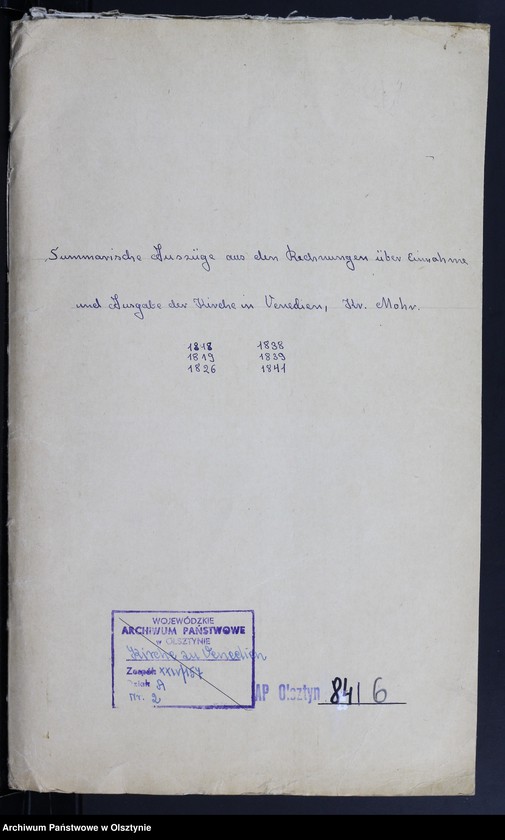 Summarische Auszüge aus den Rechnungen über Einnahme
und Ausgabe der Kirche in Venedien, Kr. Mohr.
1818 1838
1819 1839
1826 1841
WOJEWÓDZKIE
ARCHIWUM PAŃSTWOWE
w OLSZTYNIE
Kirche zu Venedien
Zespół XXIV/167
Dział A
Nr. 2
AP Olsztyn 841 6
Archiwum Państwowe w Olsztynie